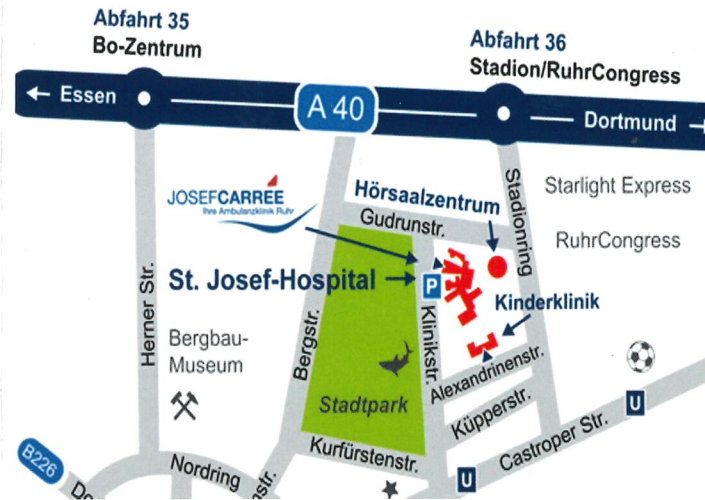 Abfahrt 35
Bo-Zentrum
Abfahrt 36
Stadion/RuhrCongress
← Essen
A 40
Dortmund →
JOSEFCARRÉE
Ihre Ambulanzklinik Ruhr
Hörsaalzentrum
Gudrunstr.
Stadionring
Starlight Express
RuhrCongress
St. Josef-Hospital
P
Kinderklinik
Herner Str.
Bergstr.
Klinikstr.
Bergbau-
Museum
Alexandrinenstr.
Stadtpark
Küpperstr.
U
Castroper Str.
Kurfürstenstr.
B226
Nordring
U